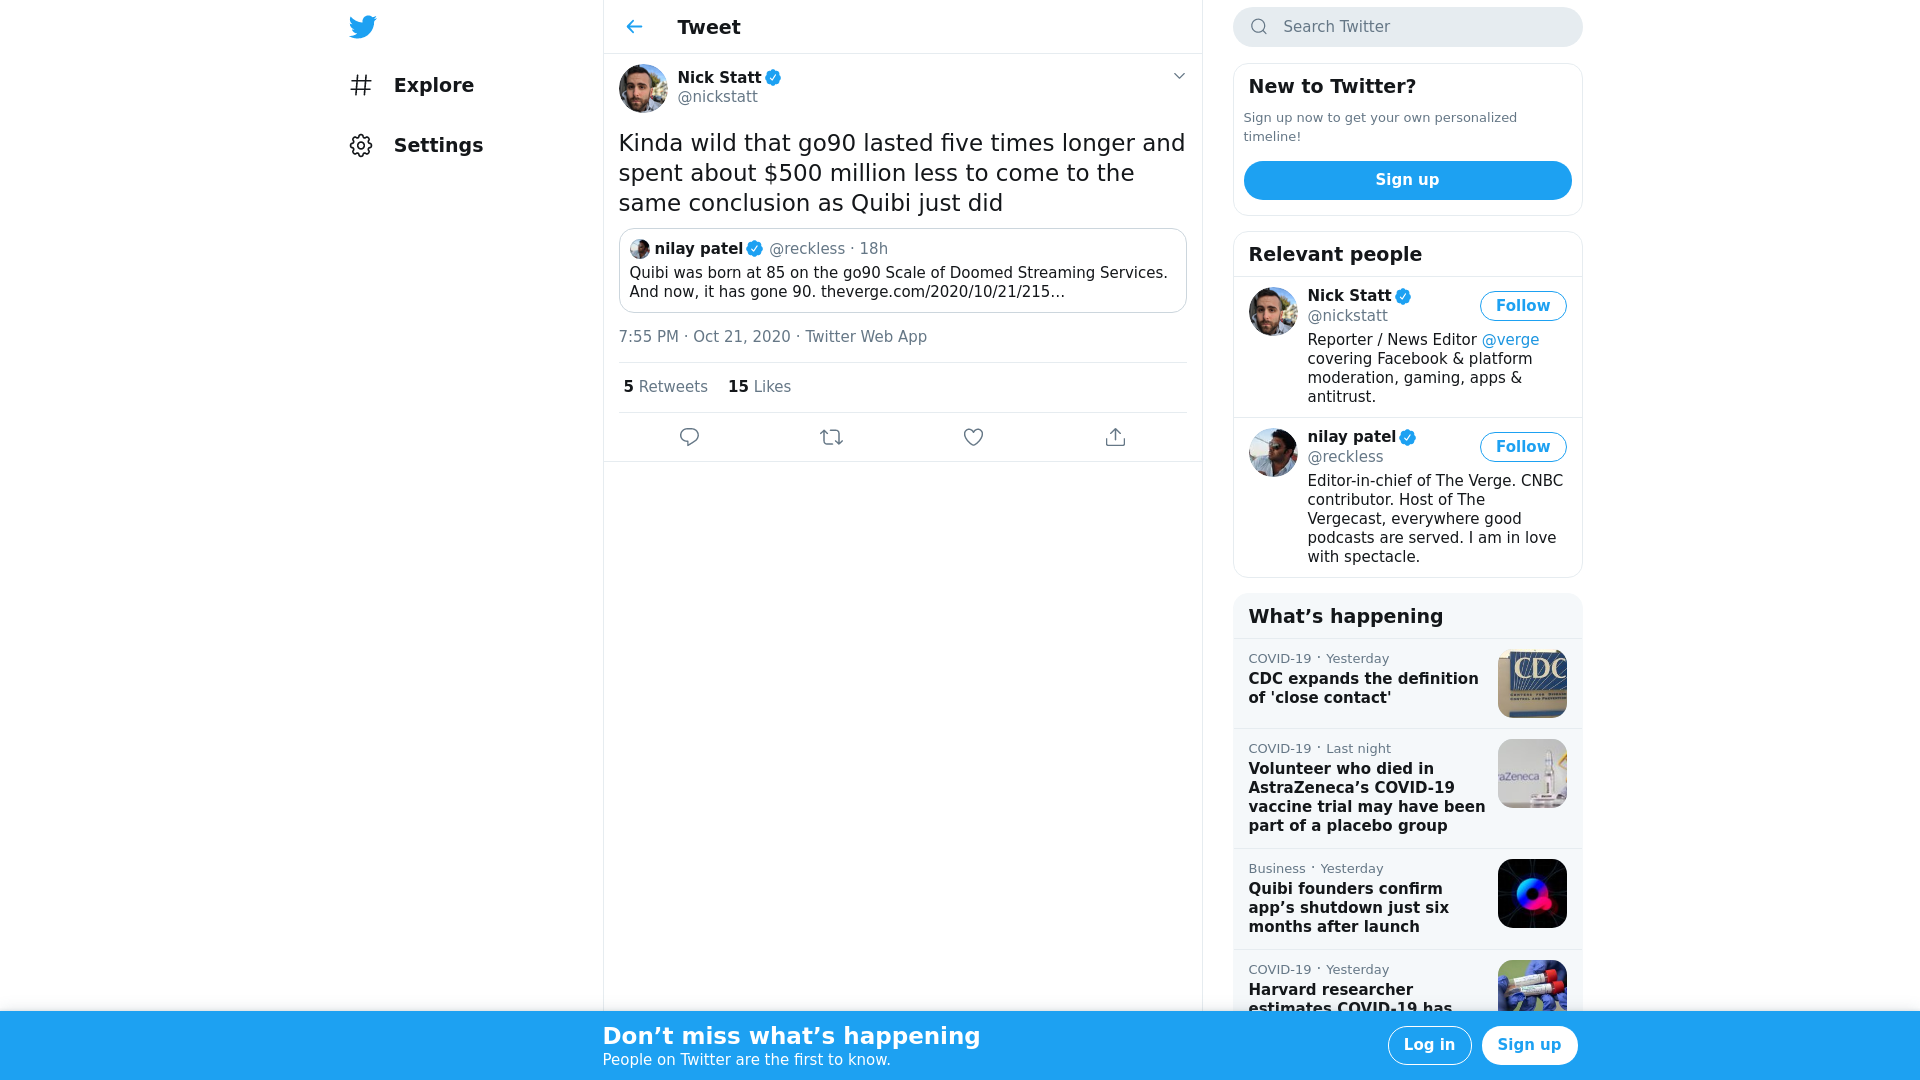 Explore
Settings
Tweet
Nick Statt
@nickstatt
Kinda wild that go90 lasted five times longer and
spent about $500 million less to come to the
same conclusion as Quibi just did
nilay patel @reckless · 18h
Quibi was born at 85 on the go90 Scale of Doomed Streaming Services.
And now, it has gone 90. theverge.com/2020/10/21/215…
7:55 PM · Oct 21, 2020 · Twitter Web App
5 Retweets 15 Likes
Search Twitter
New to Twitter?
Sign up now to get your own personalized
timeline!
Sign up
Relevant people
Nick Statt
@nickstatt
Follow
Reporter / News Editor @verge
covering Facebook & platform
moderation, gaming, apps &
antitrust.
nilay patel
@reckless
Follow
Editor-in-chief of The Verge. CNBC
contributor. Host of The
Vergecast, everywhere good
podcasts are served. I am in love
with spectacle.
What’s happening
COVID-19 · Yesterday
CDC expands the definition
of 'close contact'
CDC
COVID-19 · Last night
Volunteer who died in
AstraZeneca’s COVID-19
vaccine trial may have been
part of a placebo group
raZeneca
Business · Yesterday
Quibi founders confirm
app’s shutdown just six
months after launch
COVID-19 · Yesterday
Harvard researcher
estimates COVID-19 has
Don’t miss what’s happening
People on Twitter are the first to know.
Log in
Sign up